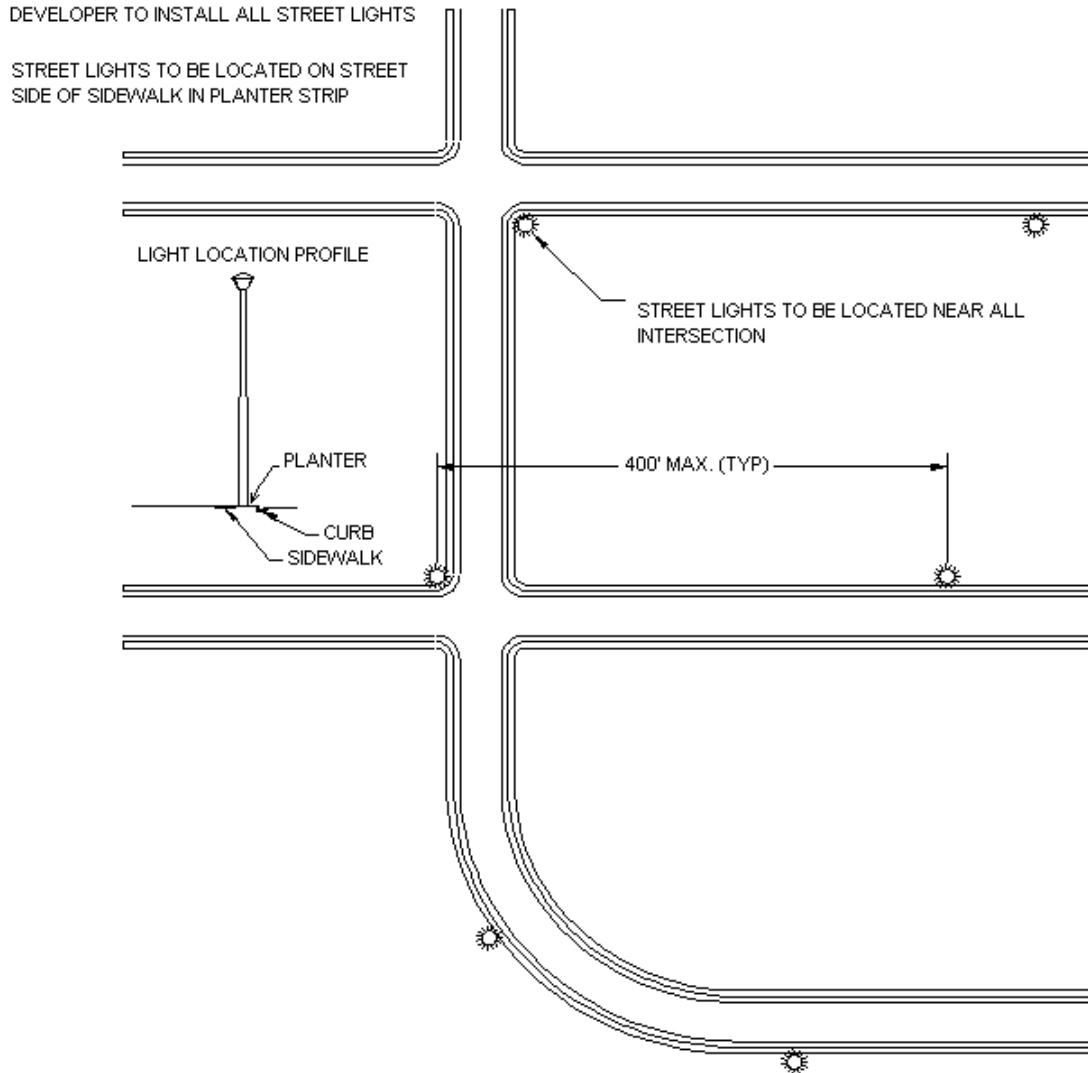 DEVELOPER TO INSTALL ALL STREET LIGHTS
STREET LIGHTS TO BE LOCATED ON STREET
SIDE OF SIDEWALK IN PLANTER STRIP
LIGHT LOCATION PROFILE
STREET LIGHTS TO BE LOCATED NEAR ALL
INTERSECTION
PLANTER
400' MAX. (TYP)
CURB
SIDEWALK